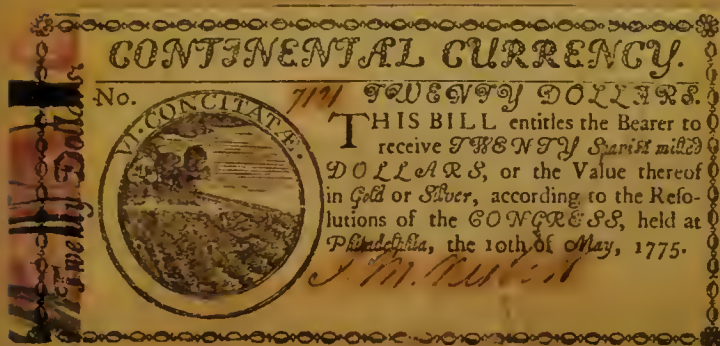 CONTINENTAL CURRENCY.
No. 7121 TWENTY DOLLARS.
VI CONCITATÆ.
THIS BILL entitles the Bearer to
receive TWENTY Spanish milled
DOLLARS, or the Value thereof
in Gold or Silver, according to the Reso-
lutions of the CONGRESS, held at
Philadelphia, the 10th of May, 1775.
Twenty Dollars